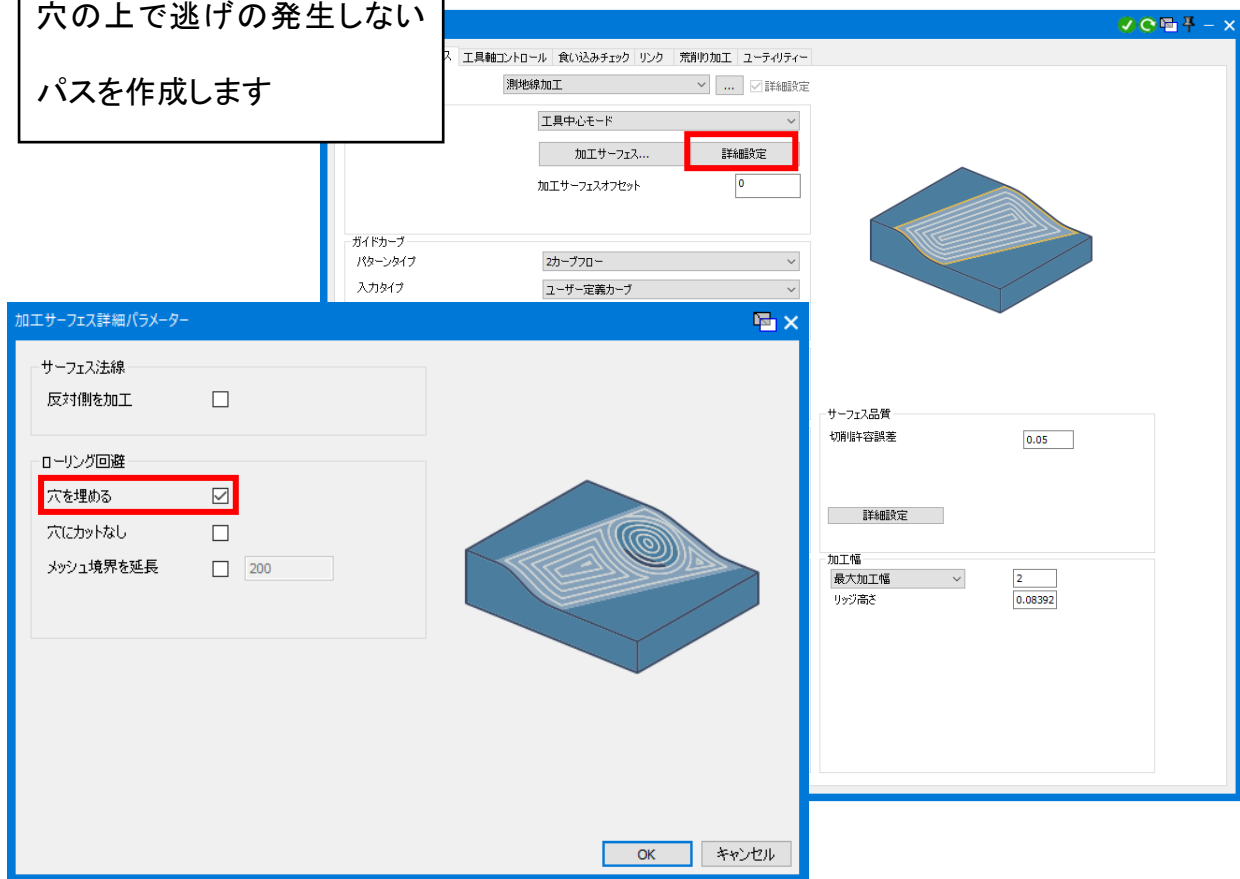 穴の上で逃げの発生しない
パスを作成します
ス 工具軸コントロール 食い込みチェック リンク 荒削り加工 ユーティリティー
測地線加工 ... 詳細設定
工具中心モード
加工サーフェス... 詳細設定
加工サーフェスオフセット 0
ガイドカーブ
パターンタイプ 2カーブフロー
入力タイプ ユーザー定義カーブ
加工サーフェス詳細パラメーター
サーフェス法線
反対側を加工
ローリング回避
穴を埋める
穴にカットなし
メッシュ境界を延長 200
OK キャンセル
サーフェス品質
切削許容誤差 0.05
詳細設定
加工幅
最大加工幅 2
リッジ高さ 0.08392